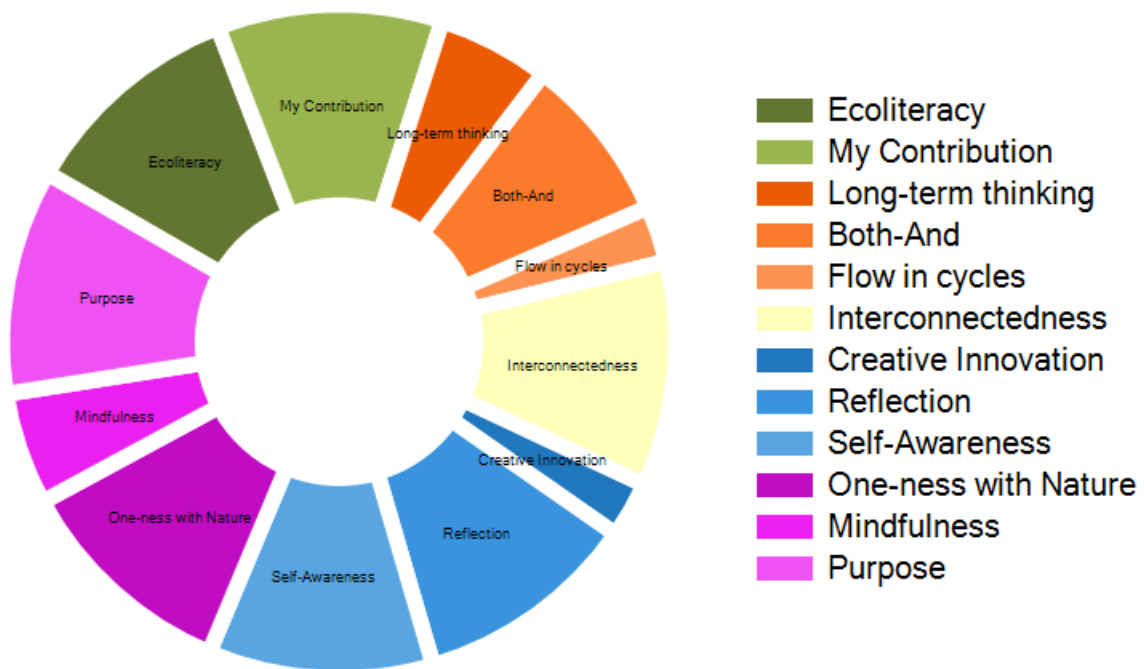 My Contribution
Long-term thinking
Ecoliteracy
Both-And
Flow in cycles
Purpose
Interconnectedness
Mindfulness
Creative Innovation
One-ness with Nature
Reflection
Self-Awareness
Ecoliteracy
My Contribution
Long-term thinking
Both-And
Flow in cycles
Interconnectedness
Creative Innovation
Reflection
Self-Awareness
One-ness with Nature
Mindfulness
Purpose